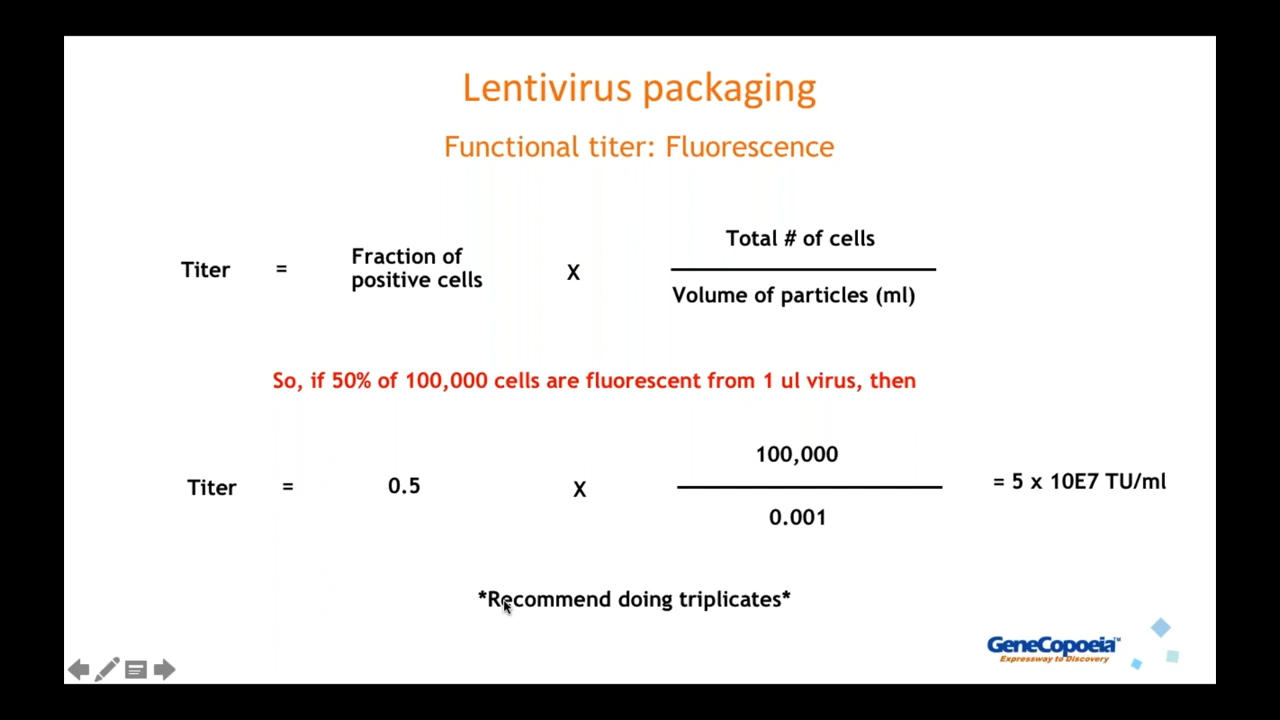 Lentivirus packaging
Functional titer: Fluorescence
Titer = Fraction of positive cells X Total # of cells
Volume of particles (ml)
So, if 50% of 100,000 cells are fluorescent from 1 ul virus, then
Titer = 0.5 X 100,000
0.001
= 5 x 10E7 TU/ml
*Recommend doing triplicates*
GeneCopoeia™
Expressway to Discovery